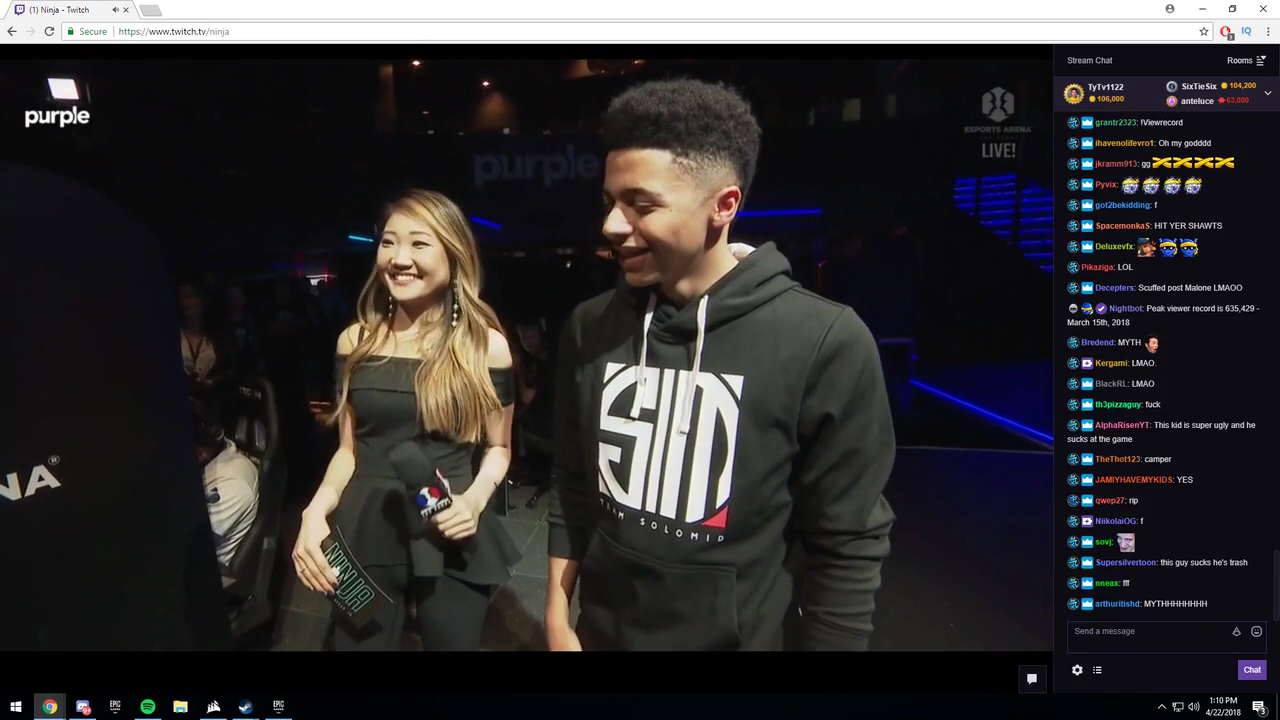 (1) Ninja - Twitch
Secure
https://www.twitch.tv/ninja
purple
purple
ESPORTS ARENA
LIVE!
NA®
NINJA
TEAM SOLOMID
Stream Chat
Rooms
TyTv1122
106,000
SixTieSix 104,200
anteluce 63,000
grantr2323: !Viewrecord
ihavenolifevro1: Oh my godddd
jkramm913: gg
Pyvix:
got2bekidding: f
SpacemonkaS: HIT YER SHAWTS
Deluxevfx:
Pikaziga: LOL
Decepters: Scuffed post Malone LMAOO
Nightbot: Peak viewer record is 635,429 -
March 15th, 2018
Bredend: MYTH
Kergami: LMAO.
BlackRL: LMAO
th3pizzaguy: fuck
AlphaRisenYT: This kid is super ugly and he
sucks at the game
TheThot123: camper
JAMIYHAVEMYKIDS: YES
qwep27: rip
NiikolaiOG: f
sovj:
Supersilvertoon: this guy sucks he's trash
nneax: fff
arthuritishd: MYTHHHHHHH
Send a message
Chat
EPIC
EPIC
1:10 PM
4/22/2018